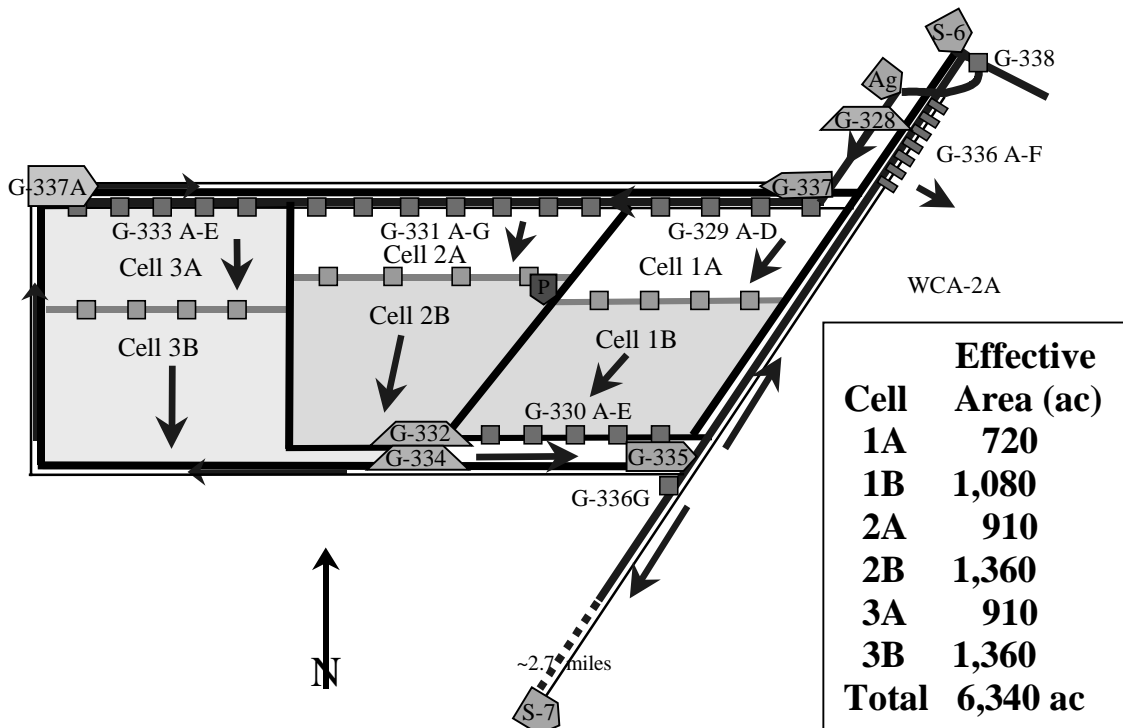 S-6
G-338
Ag
G-328
G-336 A-F
G-337A
G-337
G-333 A-E
G-331 A-G
G-329 A-D
Cell 3A
Cell 2A
Cell 1A
P
WCA-2A
Cell 3B
Cell 2B
Cell 1B
G-330 A-E
G-332
G-334
G-335
G-336G
N
~2.7 miles
S-7
Effective
Cell Area (ac)
1A 720
1B 1,080
2A 910
2B 1,360
3A 910
3B 1,360
Total 6,340 ac